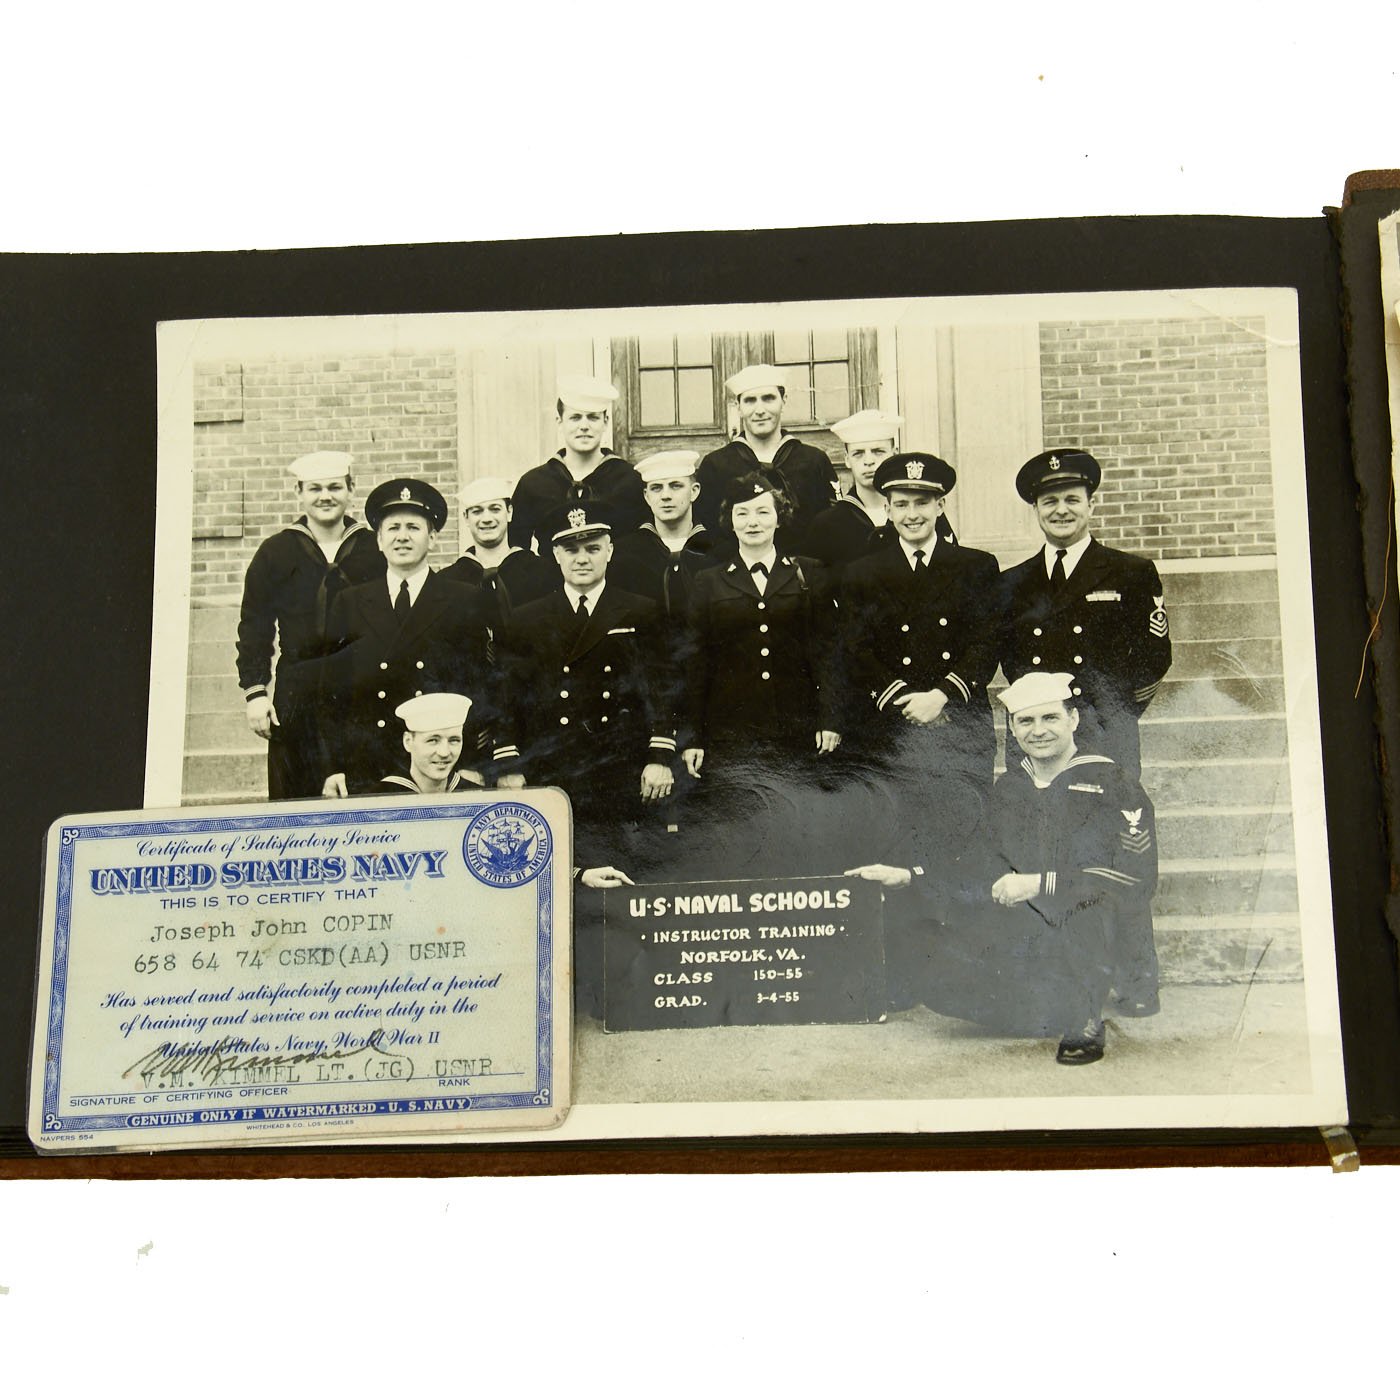 U·S·NAVAL SCHOOLS
· INSTRUCTOR TRAINING ·
NORFOLK, VA.
CLASS 150-55
GRAD. 3-4-55
Certificate of Satisfactory Service
UNITED STATES NAVY
THIS IS TO CERTIFY THAT
Joseph John COPIN
658 64 74 CSKD(AA) USNR
Has served and satisfactorily completed a period
of training and service on active duty in the
United States Navy, World War II
V.M. KIMMEL LT.(JG) USNR
SIGNATURE OF CERTIFYING OFFICER RANK
GENUINE ONLY IF WATERMARKED - U. S. NAVY
NAVPERS 554
WHITEHEAD & CO., LOS ANGELES
NAVY DEPARTMENT
UNITED STATES OF AMERICA